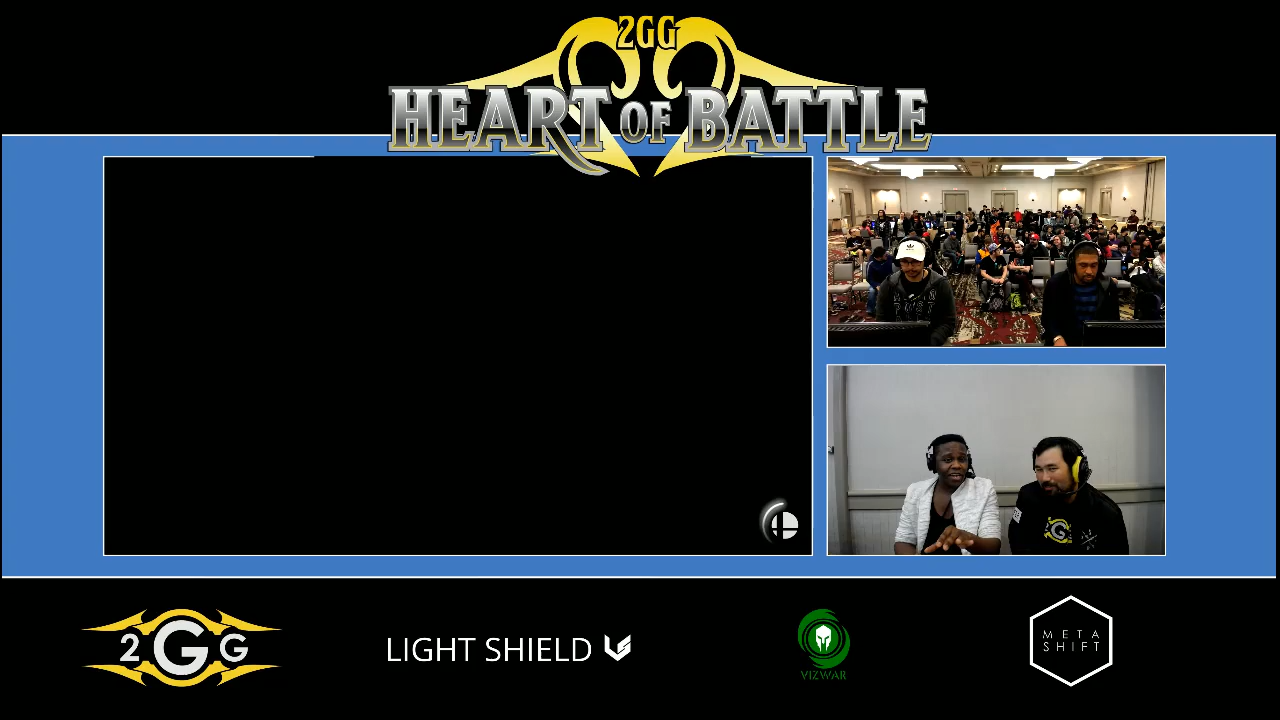 2GG
HEART OF BATTLE
2GG
LIGHT SHIELD
VIZWAR
META
SHIFT